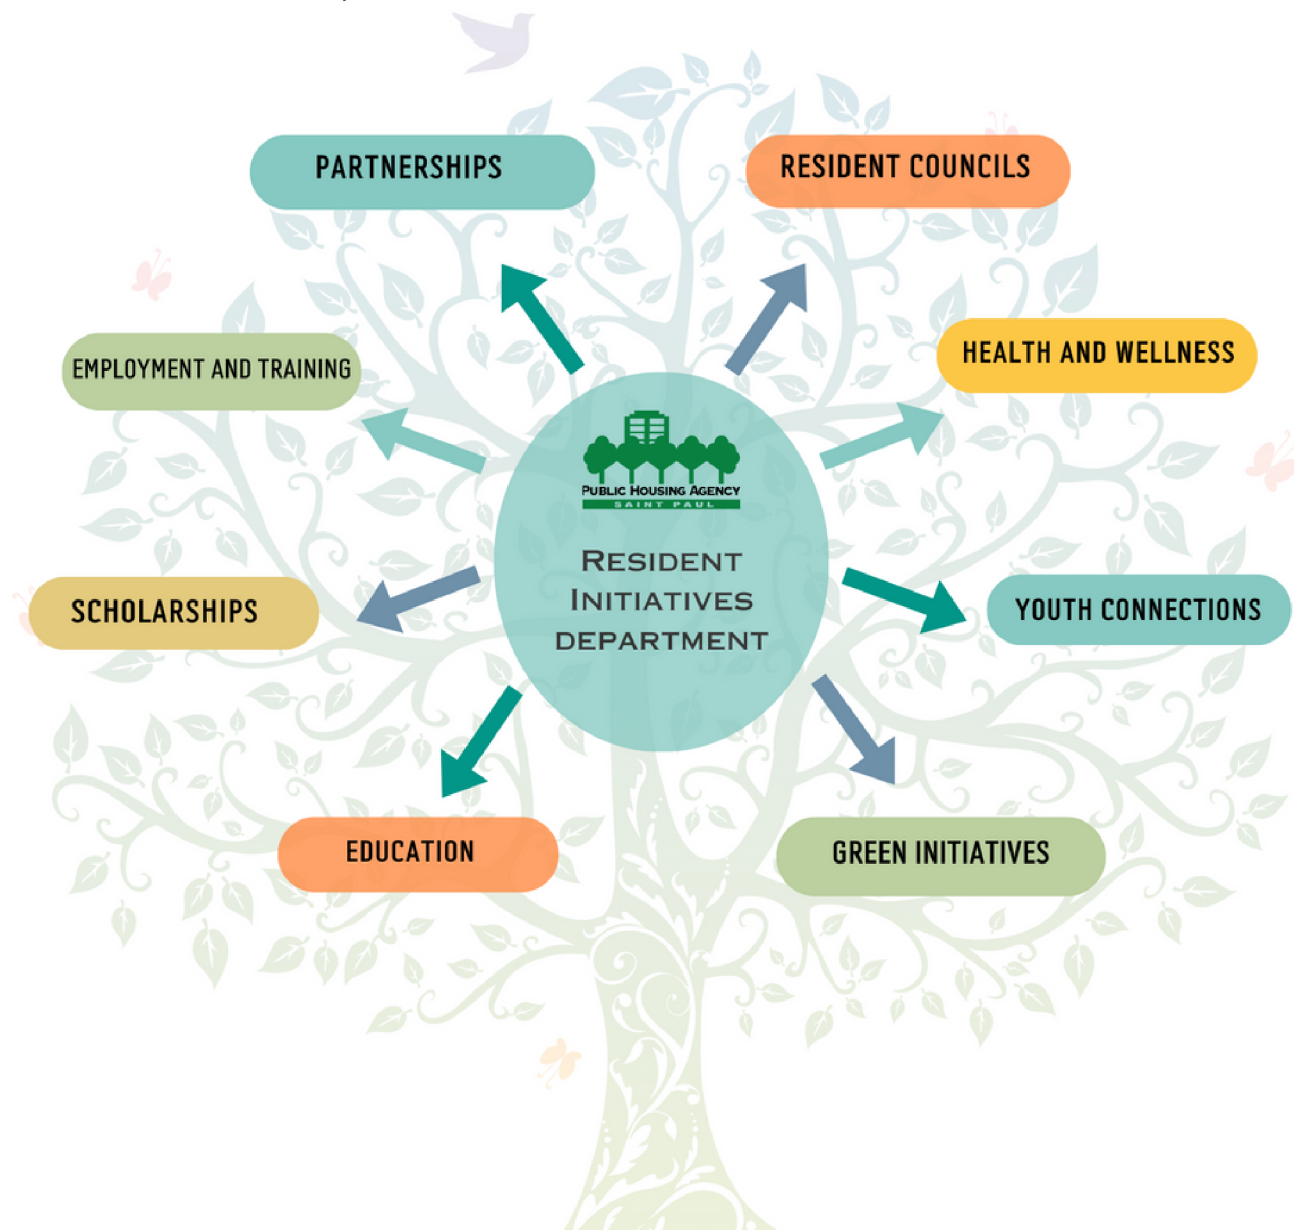 PARTNERSHIPS
RESIDENT COUNCILS
EMPLOYMENT AND TRAINING
HEALTH AND WELLNESS
PUBLIC HOUSING AGENCY
SAINT PAUL
RESIDENT
INITIATIVES
DEPARTMENT
SCHOLARSHIPS
YOUTH CONNECTIONS
EDUCATION
GREEN INITIATIVES